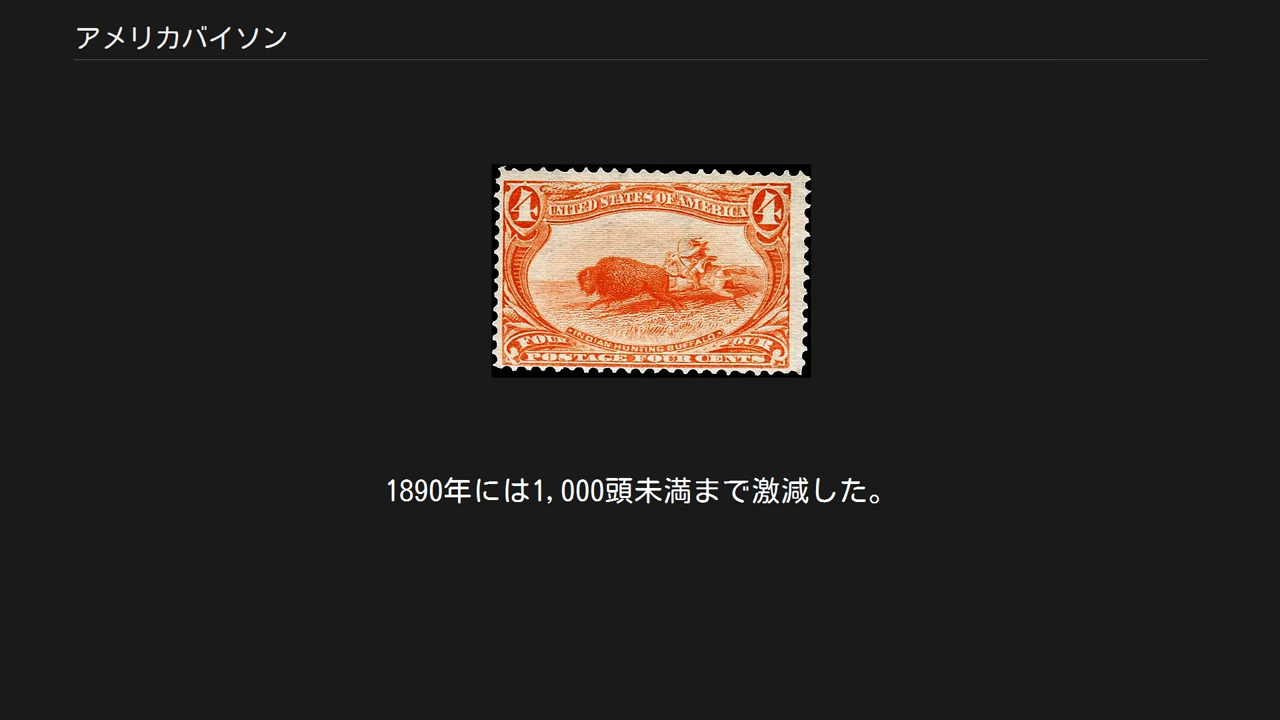 アメリカバイソン
4 UNITED STATES OF AMERICA 4
INDIAN HUNTING BUFFALO
FOUR FOUR
POSTAGE FOUR CENTS
1890年には1,000頭未満まで激減した。